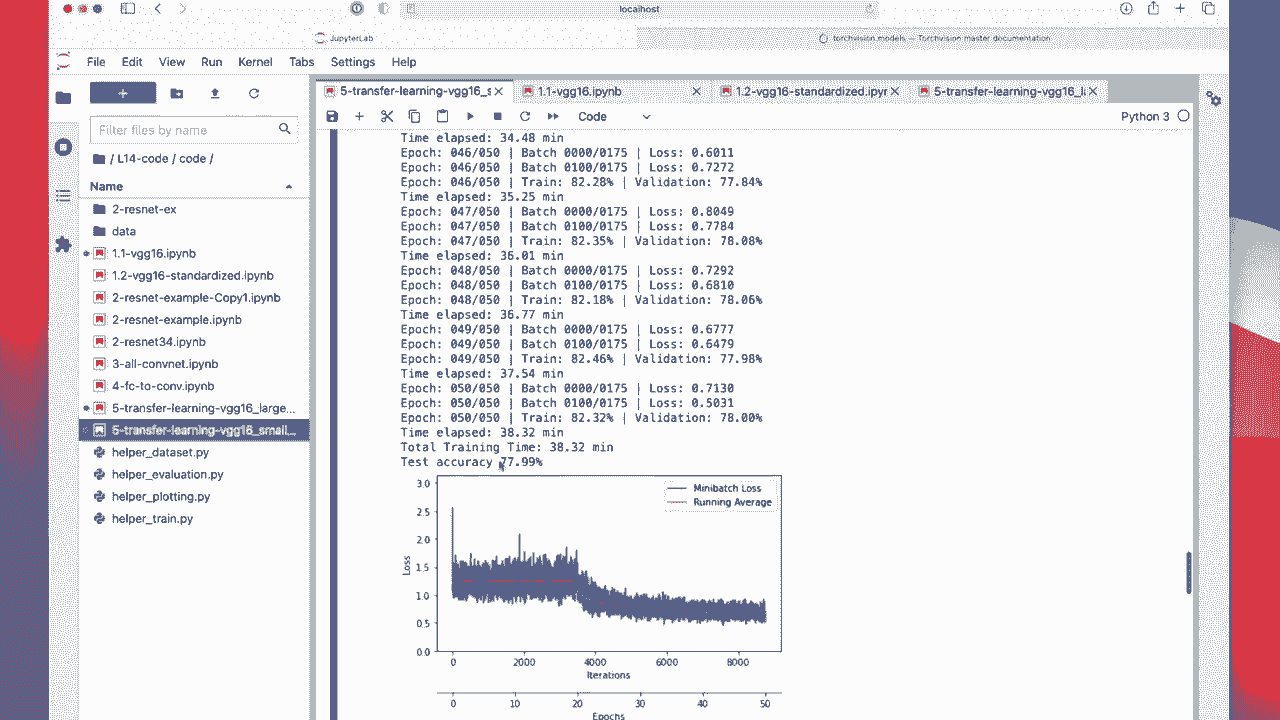 localhost
JupyterLab
torchvision.models — Torchvision master documentation
File Edit View Run Kernel Tabs Settings Help
5-transfer-learning-vgg16_s
1.1-vgg16.ipynb
1.2-vgg16-standardized.ipyr
5-transfer-learning-vgg16_l
Code
Python 3
Filter files by name
/ L14-code / code /
Name
2-resnet-ex
data
1.1-vgg16.ipynb
1.2-vgg16-standardized.ipynb
2-resnet-example-Copy1.ipynb
2-resnet-example.ipynb
2-resnet34.ipynb
3-all-convnet.ipynb
4-fc-to-conv.ipynb
5-transfer-learning-vgg16_large...
5-transfer-learning-vgg16_small_...
helper_dataset.py
helper_evaluation.py
helper_plotting.py
helper_train.py
Time elapsed: 34.48 min
Epoch: 046/050 | Batch 0000/0175 | Loss: 0.6011
Epoch: 046/050 | Batch 0100/0175 | Loss: 0.7272
Epoch: 046/050 | Train: 82.28% | Validation: 77.84%
Time elapsed: 35.25 min
Epoch: 047/050 | Batch 0000/0175 | Loss: 0.8049
Epoch: 047/050 | Batch 0100/0175 | Loss: 0.7784
Epoch: 047/050 | Train: 82.35% | Validation: 78.08%
Time elapsed: 36.01 min
Epoch: 048/050 | Batch 0000/0175 | Loss: 0.7292
Epoch: 048/050 | Batch 0100/0175 | Loss: 0.6810
Epoch: 048/050 | Train: 82.18% | Validation: 78.06%
Time elapsed: 36.77 min
Epoch: 049/050 | Batch 0000/0175 | Loss: 0.6777
Epoch: 049/050 | Batch 0100/0175 | Loss: 0.6479
Epoch: 049/050 | Train: 82.46% | Validation: 77.98%
Time elapsed: 37.54 min
Epoch: 050/050 | Batch 0000/0175 | Loss: 0.7130
Epoch: 050/050 | Batch 0100/0175 | Loss: 0.5031
Epoch: 050/050 | Train: 82.32% | Validation: 78.00%
Time elapsed: 38.32 min
Total Training Time: 38.32 min
Test accuracy 77.99%
Minibatch Loss
Running Average
3.0
2.5
2.0
1.5
1.0
0.5
0.0
Loss
0 2000 4000 6000 8000
Iterations
0 10 20 30 40 50
Epochs